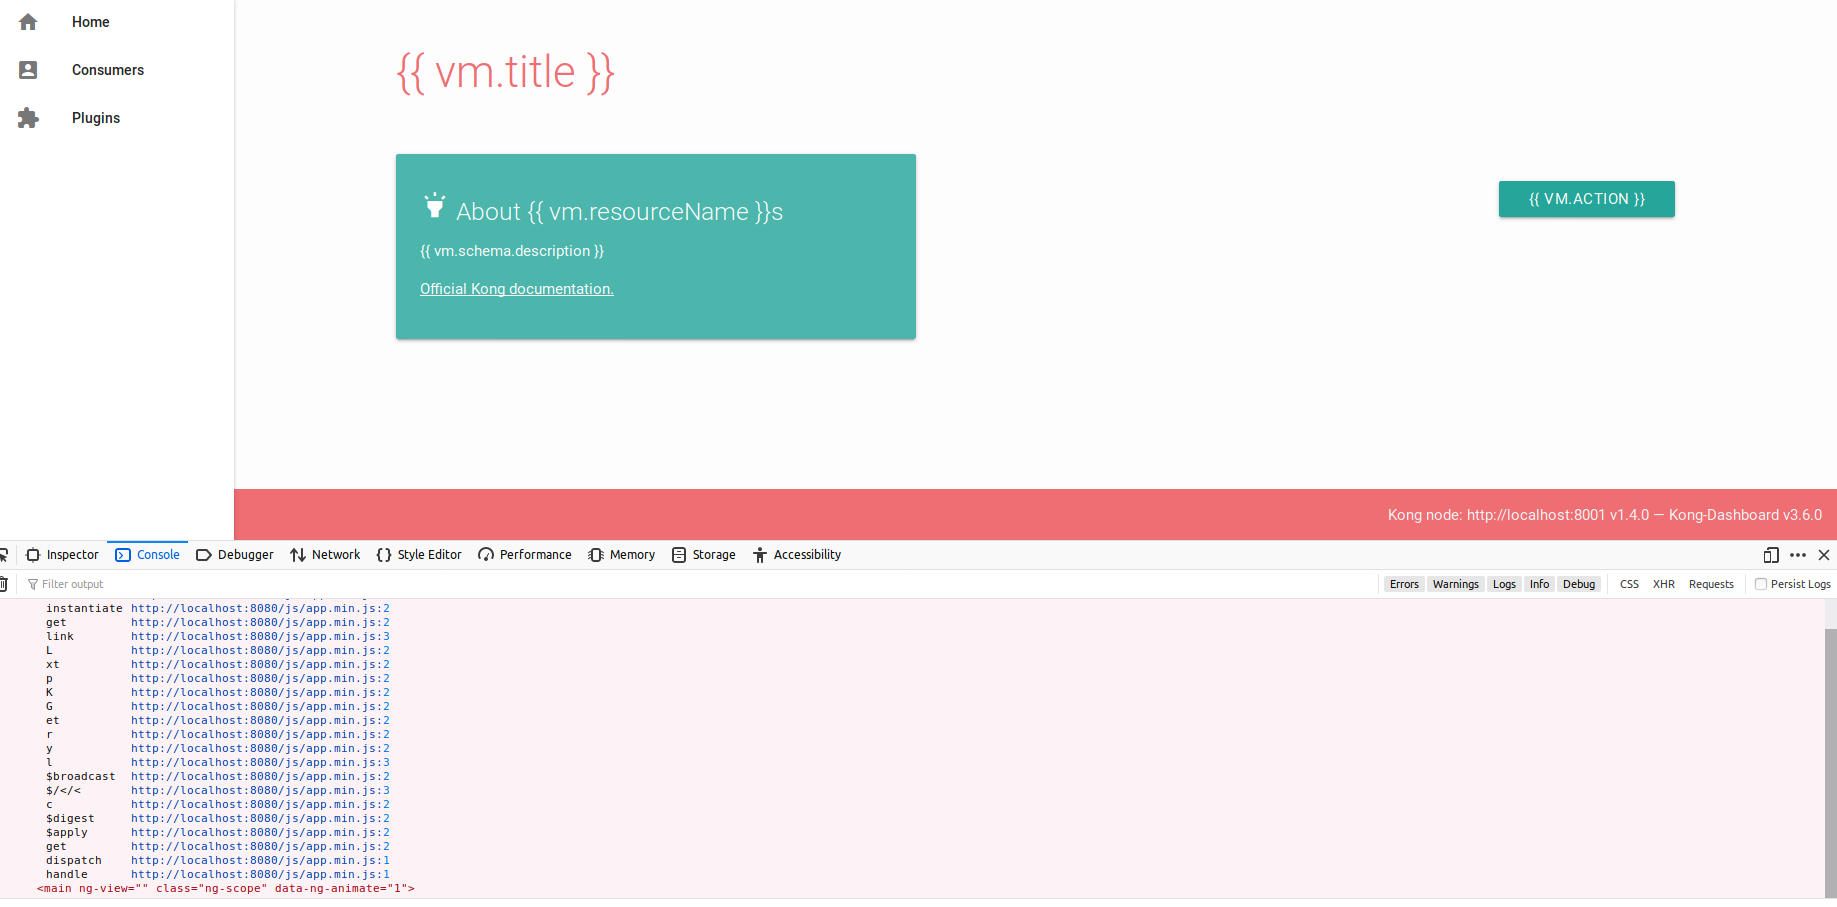 Home
Consumers
Plugins
{{ vm.title }}
About {{ vm.resourceName }}s
{{ vm.schema.description }}
Official Kong documentation.
{{ VM.ACTION }}
Kong node: http://localhost:8001 v1.4.0 — Kong-Dashboard v3.6.0
Inspector Console Debugger Network Style Editor Performance Memory Storage Accessibility
Filter output Errors Warnings Logs Info Debug CSS XHR Requests Persist Logs
instantiate http://localhost:8080/js/app.min.js:2
get http://localhost:8080/js/app.min.js:2
link http://localhost:8080/js/app.min.js:3
L http://localhost:8080/js/app.min.js:2
xt http://localhost:8080/js/app.min.js:2
p http://localhost:8080/js/app.min.js:2
K http://localhost:8080/js/app.min.js:2
G http://localhost:8080/js/app.min.js:2
et http://localhost:8080/js/app.min.js:2
r http://localhost:8080/js/app.min.js:2
y http://localhost:8080/js/app.min.js:2
l http://localhost:8080/js/app.min.js:3
$broadcast http://localhost:8080/js/app.min.js:2
$/</< http://localhost:8080/js/app.min.js:3
c http://localhost:8080/js/app.min.js:2
$digest http://localhost:8080/js/app.min.js:2
$apply http://localhost:8080/js/app.min.js:2
get http://localhost:8080/js/app.min.js:2
dispatch http://localhost:8080/js/app.min.js:1
handle http://localhost:8080/js/app.min.js:1
<main ng-view="" class="ng-scope" data-ng-animate="1">